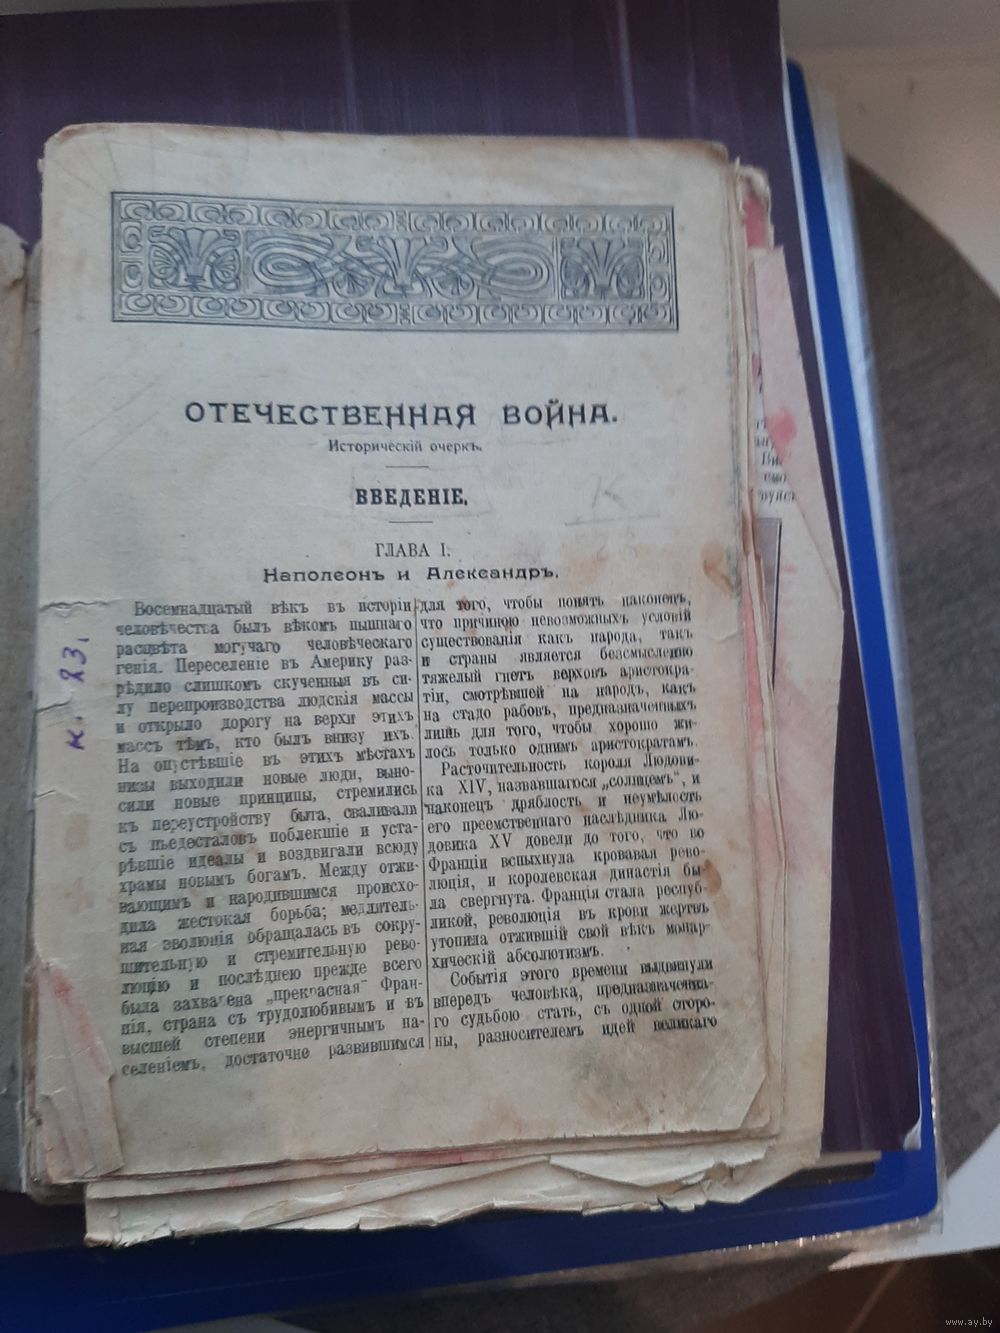 ОТЕЧЕСТВЕННАЯ ВОЙНА.
Историческій очеркъ.
ВВЕДЕНІЕ.
ГЛАВА I.
Наполеонъ и Александръ.
Восемнадцатый вѣкъ въ исторіи
человѣчества былъ вѣкомъ пышнаго
расцвѣта могучаго человѣческаго
генія. Переселеніе въ Америку раз-
рѣдило слишкомъ скученныя въ си-
лу перепроизводства людскія массы
и открыло дорогу на верхи этихъ
массъ тѣмъ, кто былъ внизу ихъ.
На опустѣвшіе въ этихъ мѣстахъ
низы выходили новые люди, выно-
сили новые принципы, стремились
къ переустройству быта, сваливали
съ пьедесталовъ поблекшіе и уста-
рѣвшіе идеалы и воздвигали всюду
храмы новымъ богамъ. Между отжи-
вающимъ и народившимся происхо-
дила жестокая борьба; медлитель-
ная эволюція обращалась въ сокру-
шительную и стремительную рево-
люцію и послѣднею прежде всего
была захвачена „прекрасная" Фран-
ція, страна съ трудолюбивымъ и въ
высшей степени энергичнымъ на-
селеніемъ, достаточно развившимся
для того, чтобы понять наконецъ,
что причиною невозможныхъ условій
существованія какъ народа, такъ
и страны является безсмысленно
тяжелый гнетъ верховъ аристокра-
тіи, смотрѣвшей на народъ, какъ
на стадо рабовъ, предназначенныхъ
лишь для того, чтобы хорошо жи-
лось только однимъ аристократамъ.
Расточительность короля Людови-
ка XIV, назвавшагося „солнцемъ", и
наконецъ дряблость и неумѣлость
его преемственнаго наслѣдника Лю-
довика XV довели до того, что во
Франціи вспыхнула кровавая рево-
люція, и королевская династія бы-
ла свергнута. Франція стала респуб-
ликой, революція въ крови жертвъ
утопила отжившій свой вѣкъ монар-
хическій абсолютизмъ.
Событія этого времени выдвинули
впередъ человѣка, предназначенна-
го судьбою стать, съ одной сторо-
ны, разносителемъ идей великаго
к. 23.
К
www.ay.by